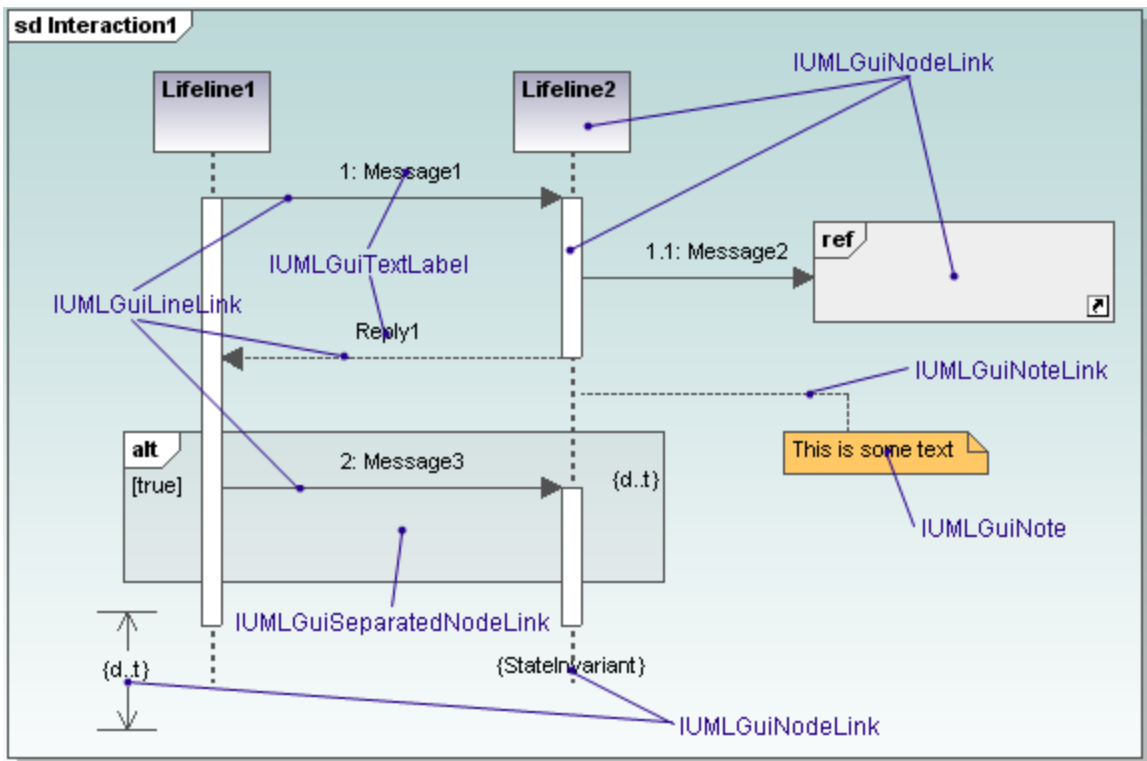 sd Interaction1
IUMLGuiNodeLink
Lifeline1
Lifeline2
1: Message1
ref
1.1: Message2
IUMLGuiTextLabel
IUMLGuiLineLink
Reply1
IUMLGuiNoteLink
alt
This is some text
2: Message3
[true]
{d..t}
IUMLGuiNote
IUMLGuiSeparatedNodeLink
{d..t}
{StateInvariant}
IUMLGuiNodeLink